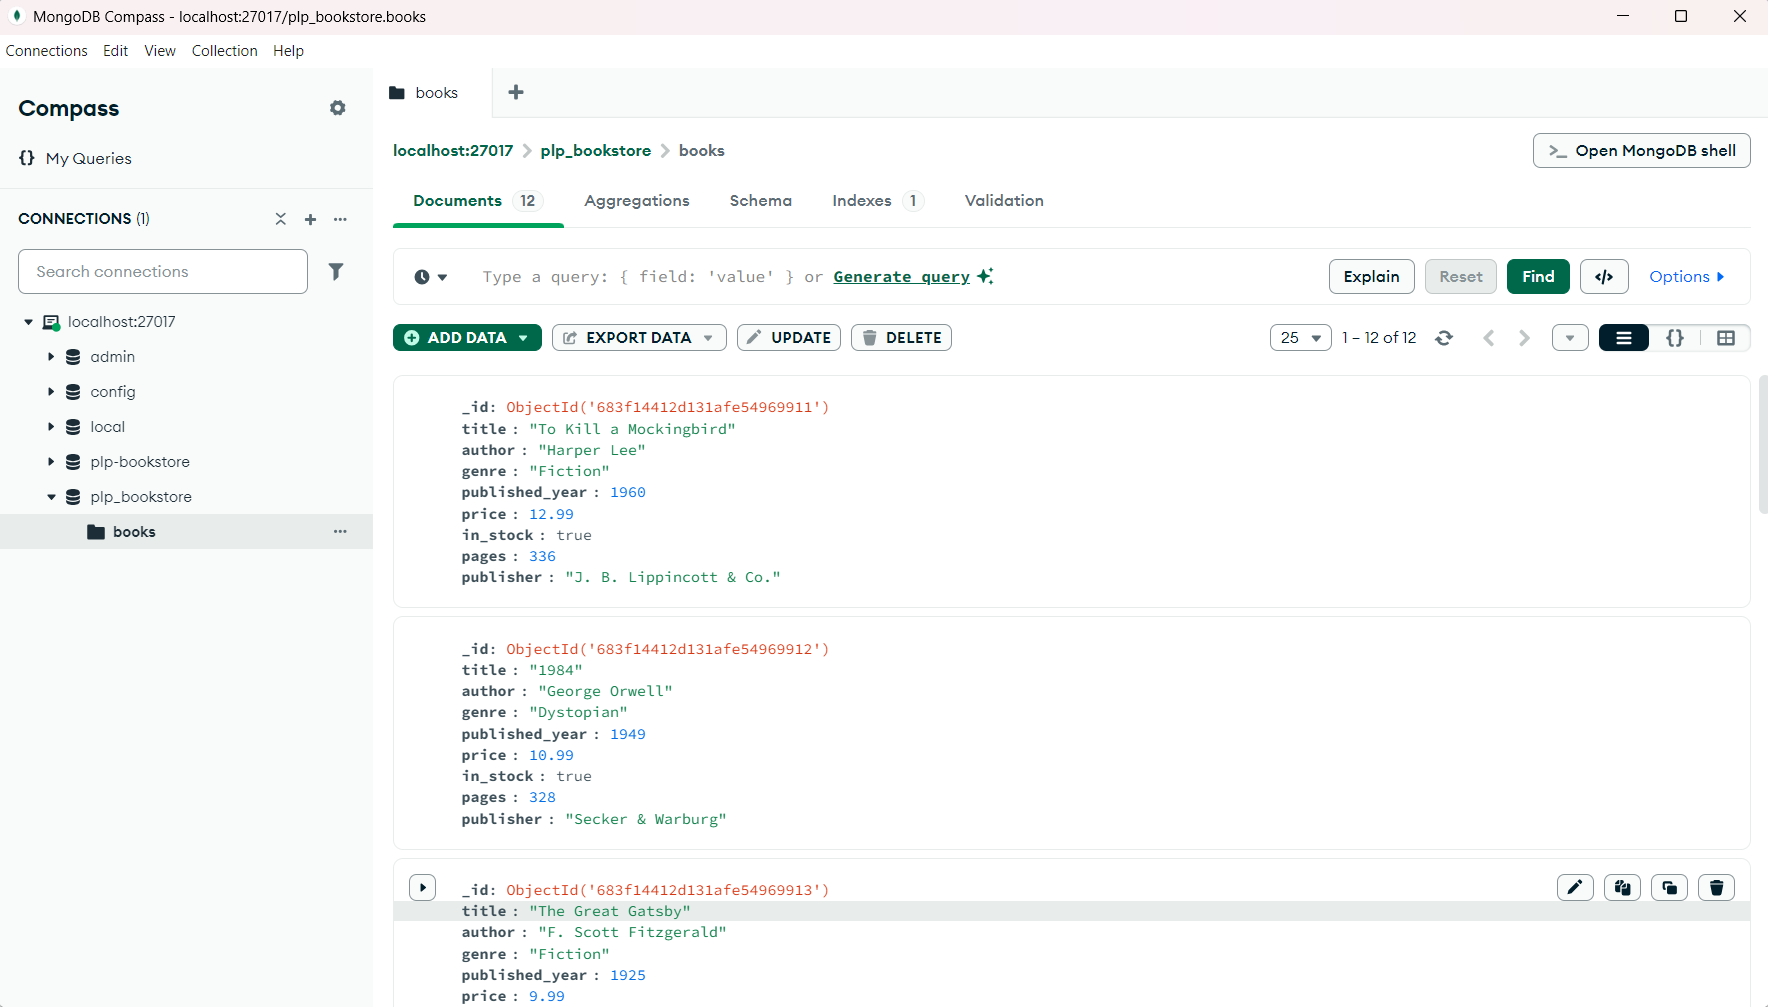 MongoDB Compass - localhost:27017/plp_bookstore.books
Connections Edit View Collection Help
Compass
{} My Queries
CONNECTIONS (1)
Search connections
localhost:27017
admin
config
local
plp-bookstore
plp_bookstore
books
books
localhost:27017 > plp_bookstore > books
>_ Open MongoDB shell
Documents 12 Aggregations Schema Indexes 1 Validation
Type a query: { field: 'value' } or Generate query
Explain Reset Find </> Options
ADD DATA EXPORT DATA UPDATE DELETE
25 1 – 12 of 12 {}
_id: ObjectId('683f14412d131afe54969911')
title : "To Kill a Mockingbird"
author : "Harper Lee"
genre : "Fiction"
published_year : 1960
price : 12.99
in_stock : true
pages : 336
publisher : "J. B. Lippincott & Co."
_id: ObjectId('683f14412d131afe54969912')
title : "1984"
author : "George Orwell"
genre : "Dystopian"
published_year : 1949
price : 10.99
in_stock : true
pages : 328
publisher : "Secker & Warburg"
_id: ObjectId('683f14412d131afe54969913')
title : "The Great Gatsby"
author : "F. Scott Fitzgerald"
genre : "Fiction"
published_year : 1925
price : 9.99